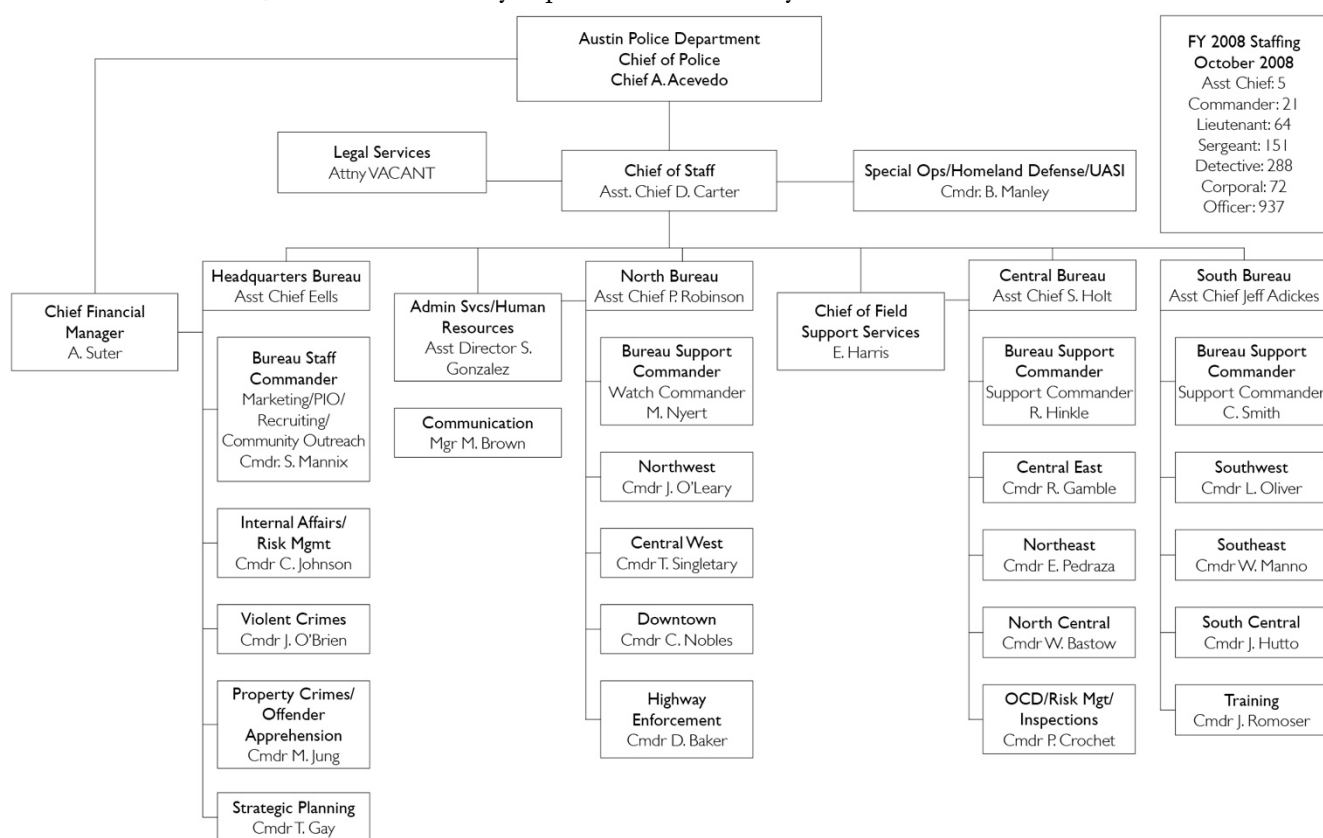 Austin Police Department
Chief of Police
Chief A. Acevedo
FY 2008 Staffing
October 2008
Asst Chief: 5
Commander: 21
Lieutenant: 64
Sergeant: 151
Detective: 288
Corporal: 72
Officer: 937
Legal Services
Attny VACANT
Chief of Staff
Asst. Chief D. Carter
Special Ops/Homeland Defense/UASI
Cmdr. B. Manley
Chief Financial
Manager
A. Suter
Headquarters Bureau
Asst Chief Eells
Bureau Staff
Commander
Marketing/PIO/
Recruiting/
Community Outreach
Cmdr. S. Mannix
Internal Affairs/
Risk Mgmt
Cmdr C. Johnson
Violent Crimes
Cmdr J. O'Brien
Property Crimes/
Offender
Apprehension
Cmdr M. Jung
Strategic Planning
Cmdr T. Gay
Admin Svcs/Human
Resources
Asst Director S.
Gonzalez
Communication
Mgr M. Brown
North Bureau
Asst Chief P. Robinson
Bureau Support
Commander
Watch Commander
M. Nyert
Northwest
Cmdr J. O'Leary
Central West
Cmdr T. Singletary
Downtown
Cmdr C. Nobles
Highway
Enforcement
Cmdr D. Baker
Chief of Field
Support Services
E. Harris
Central Bureau
Asst Chief S. Holt
Bureau Support
Commander
Support Commander
R. Hinkle
Central East
Cmdr R. Gamble
Northeast
Cmdr E. Pedraza
North Central
Cmdr W. Bastow
OCD/Risk Mgt/
Inspections
Cmdr P. Crochet
South Bureau
Asst Chief Jeff Adickes
Bureau Support
Commander
Support Commander
C. Smith
Southwest
Cmdr L. Oliver
Southeast
Cmdr W. Manno
South Central
Cmdr J. Hutto
Training
Cmdr J. Romoser